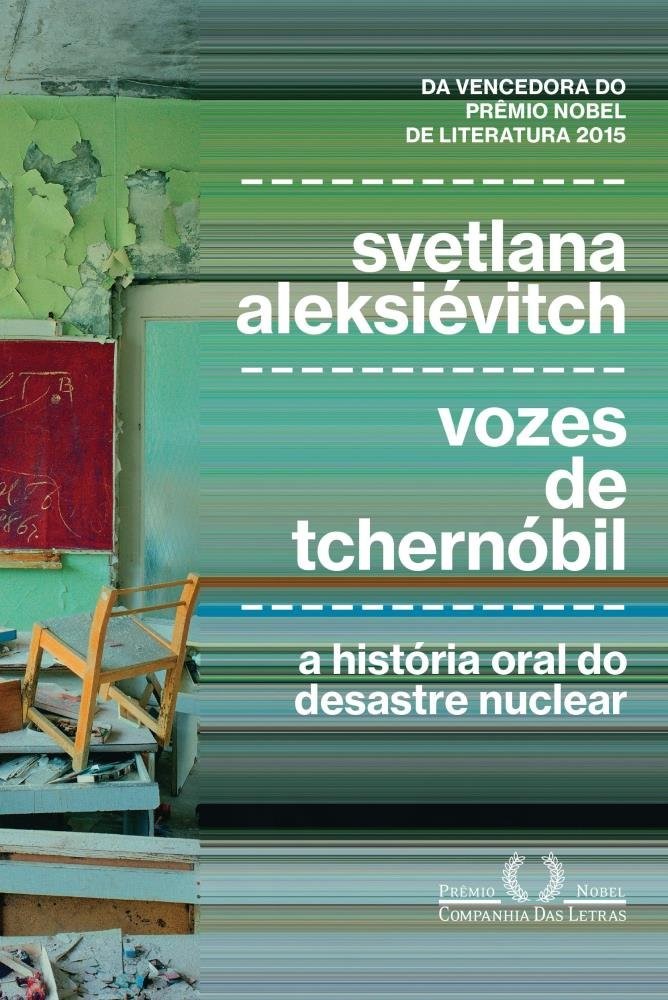 DA VENCEDORA DO
PRÊMIO NOBEL
DE LITERATURA 2015
svetlana
aleksiévitch
vozes
de
tchernóbil
a história oral do
desastre nuclear
PRÊMIO NOBEL
COMPANHIA DAS LETRAS